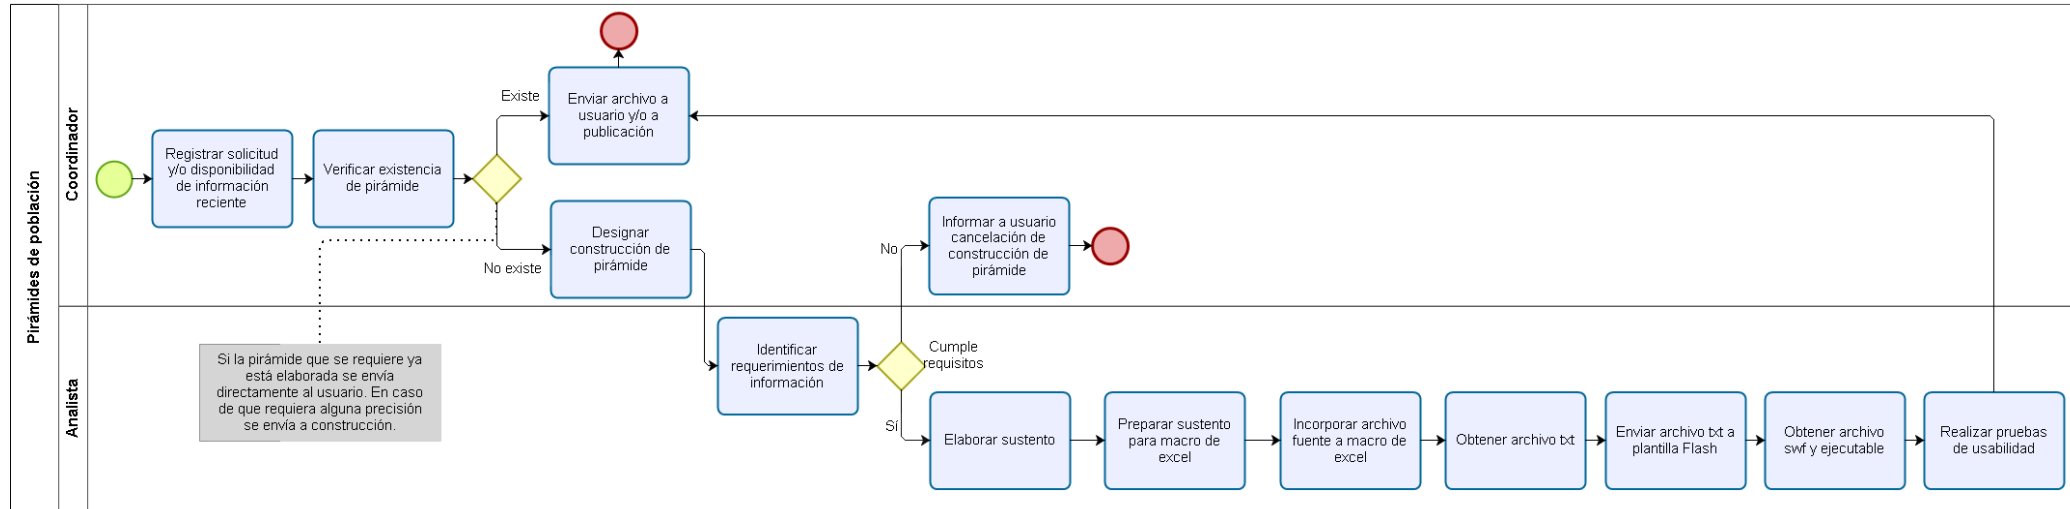 Pirámides de población
Coordinador
Registrar solicitud
y/o disponibilidad
de información
reciente
Verificar existencia
de pirámide
Existe
Enviar archivo a
usuario y/o a
publicación
No existe
Designar
construcción de
pirámide
No
Informar a usuario
cancelación de
construcción de
pirámide
Analista
Si la pirámide que se requiere ya
está elaborada se envía
directamente al usuario. En caso
de que requiera alguna precisión
se envía a construcción.
Identificar
requerimientos de
información
Cumple
requisitos
Sí
Elaborar sustento
Preparar sustento
para macro de
excel
Incorporar archivo
fuente a macro de
excel
Obtener archivo txt
Enviar archivo txt a
plantilla Flash
Obtener archivo
swf y ejecutable
Realizar pruebas
de usabilidad